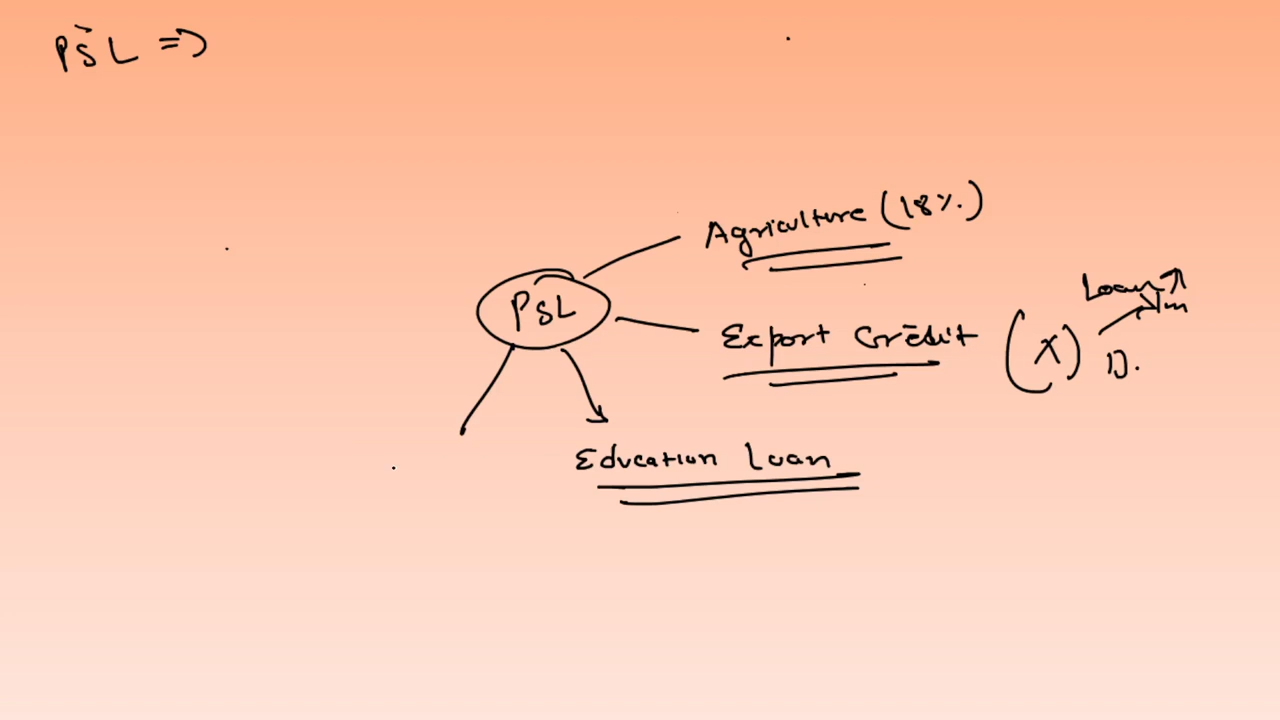 PSL =>
Agriculture (18%.)
PSL
Loan ↑
Export Credit (X)
Education Loan